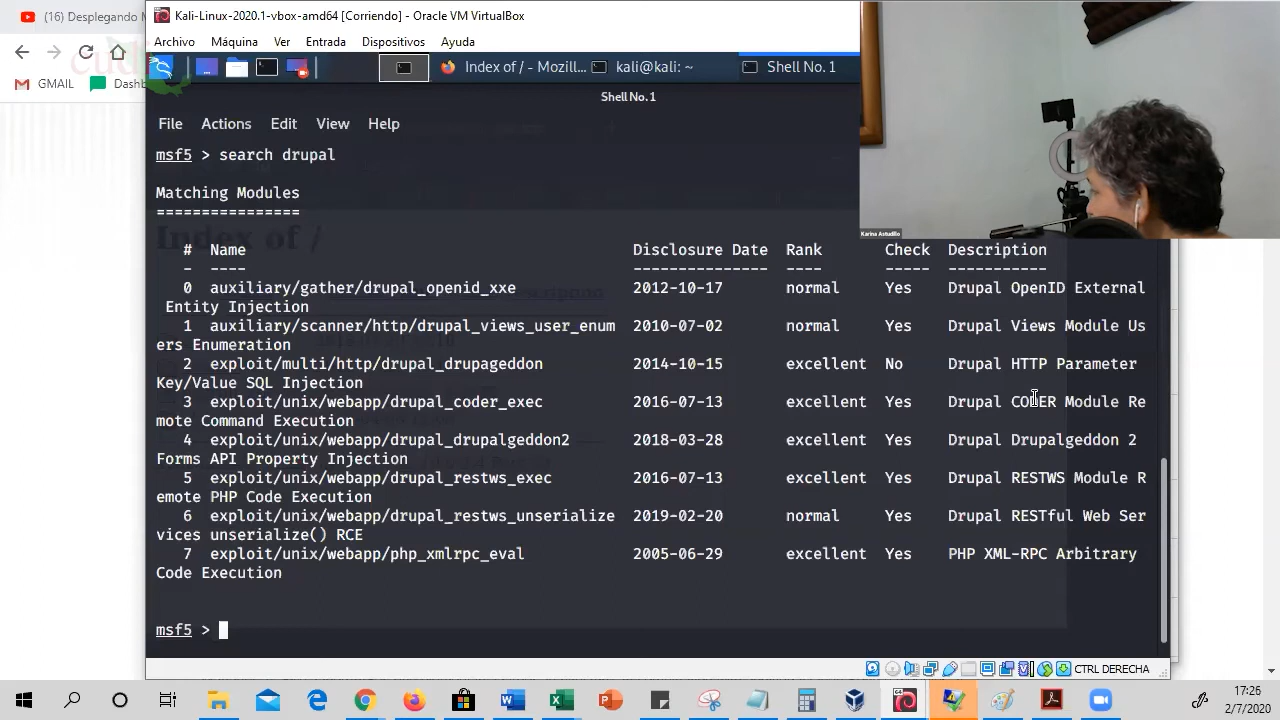 (16) Desplegando M
GMAIL
Dashb
Kali-Linux-2020.1-vbox-amd64 [Corriendo] - Oracle VM VirtualBox
Archivo Máquina Ver Entrada Dispositivos Ayuda
Index of / - Mozill... kali@kali: ~ Shell No. 1
Shell No. 1
File Actions Edit View Help
msf5 > search drupal
Matching Modules
================
Index of /
# Name Disclosure Date Rank Check Description
- ---- --------------- ---- ----- -----------
0 auxiliary/gather/drupal_openid_xxe 2012-10-17 normal Yes Drupal OpenID External
Entity Injection
1 auxiliary/scanner/http/drupal_views_user_enum 2010-07-02 normal Yes Drupal Views Module Us
ers Enumeration
2 exploit/multi/http/drupal_drupageddon 2014-10-15 excellent No Drupal HTTP Parameter
Key/Value SQL Injection
3 exploit/unix/webapp/drupal_coder_exec 2016-07-13 excellent Yes Drupal CODER Module Re
mote Command Execution
4 exploit/unix/webapp/drupal_drupalgeddon2 2018-03-28 excellent Yes Drupal Drupalgeddon 2
Forms API Property Injection
5 exploit/unix/webapp/drupal_restws_exec 2016-07-13 excellent Yes Drupal RESTWS Module R
emote PHP Code Execution
6 exploit/unix/webapp/drupal_restws_unserialize 2019-02-20 normal Yes Drupal RESTful Web Ser
vices unserialize() RCE
7 exploit/unix/webapp/php_xmlrpc_eval 2005-06-29 excellent Yes PHP XML-RPC Arbitrary
Code Execution
msf5 >
Karina Astudillo
CTRL DERECHA
17:26
2/7/2020